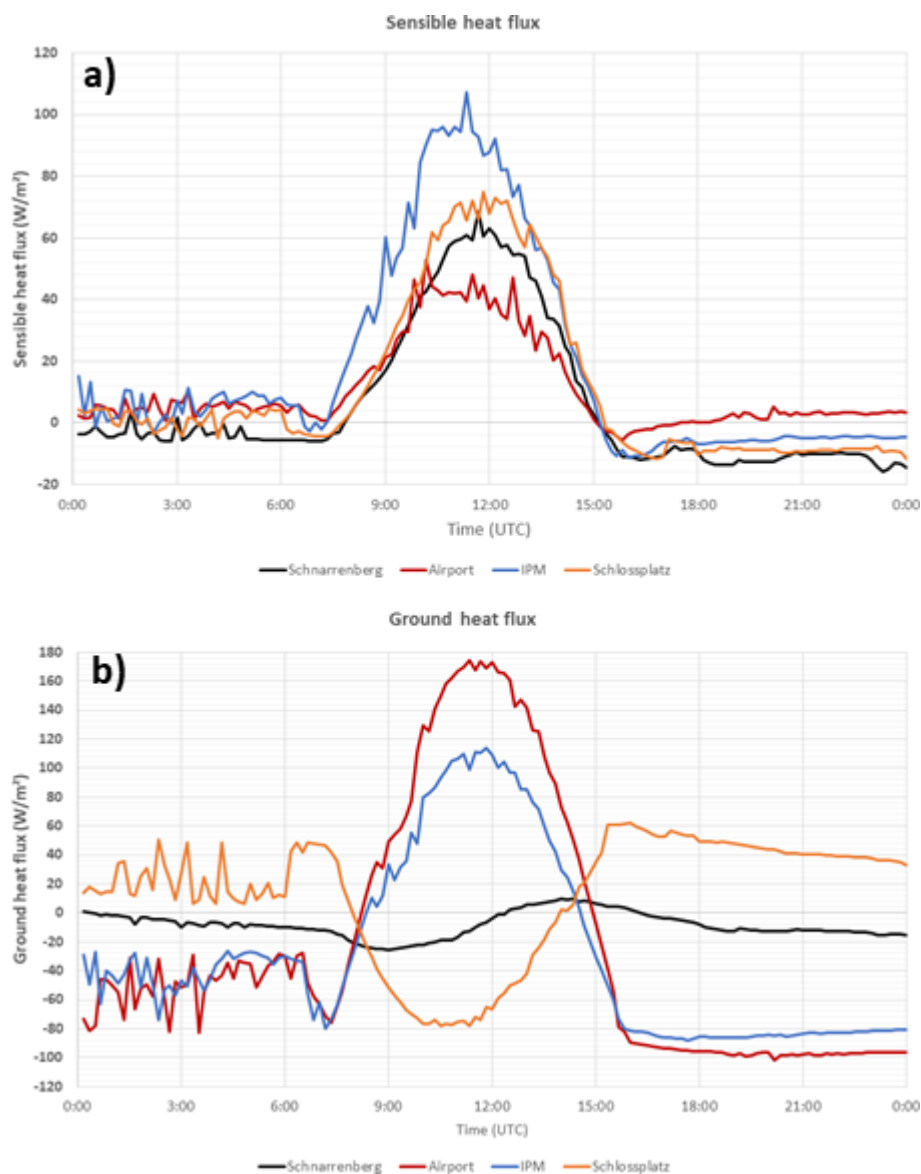 Sensible heat flux
a)
120
100
80
60
40
20
0
-20
Sensible heat flux (W/m²)
0:00 3:00 6:00 9:00 12:00 15:00 18:00 21:00 0:00
Time (UTC)
Schnarrenberg Airport IPM Schlossplatz
Ground heat flux
b)
180
160
140
120
100
80
60
40
20
0
-20
-40
-60
-80
-100
-120
Ground heat flux (W/m²)
0:00 3:00 6:00 9:00 12:00 15:00 18:00 21:00 0:00
Time (UTC)
Schnarrenberg Airport IPM Schlossplatz